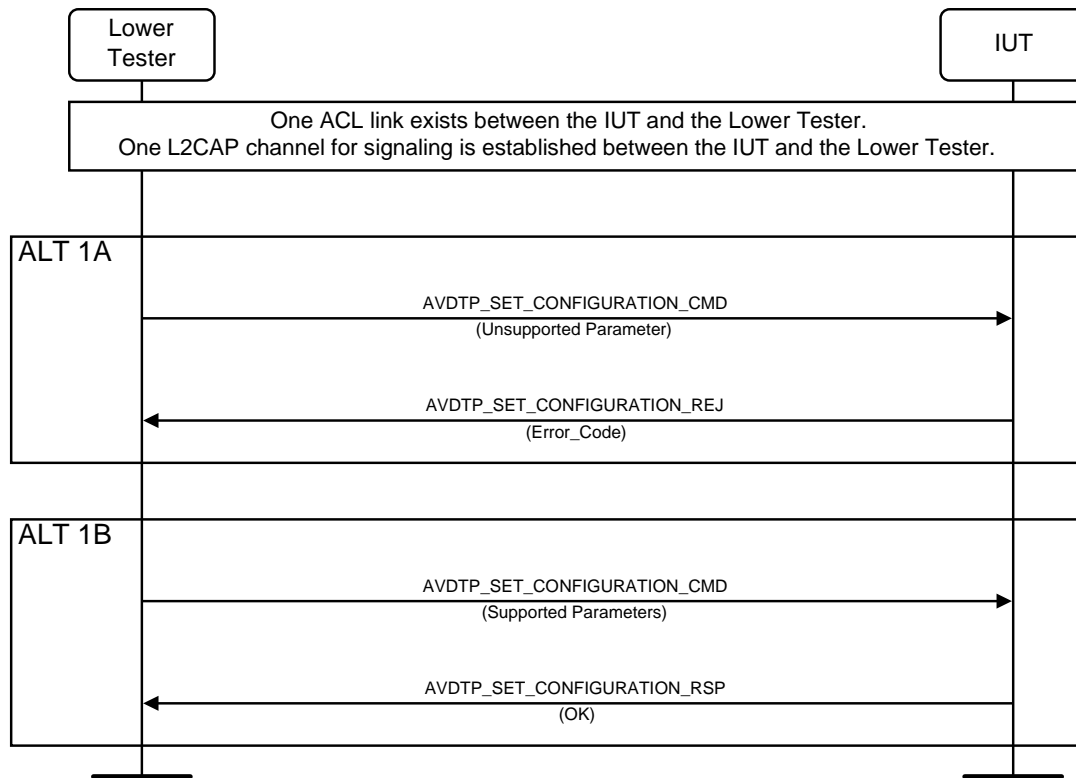 Lower
Tester
IUT
One ACL link exists between the IUT and the Lower Tester.
One L2CAP channel for signaling is established between the IUT and the Lower Tester.
ALT 1A
AVDTP_SET_CONFIGURATION_CMD
(Unsupported Parameter)
AVDTP_SET_CONFIGURATION_REJ
(Error_Code)
ALT 1B
AVDTP_SET_CONFIGURATION_CMD
(Supported Parameters)
AVDTP_SET_CONFIGURATION_RSP
(OK)